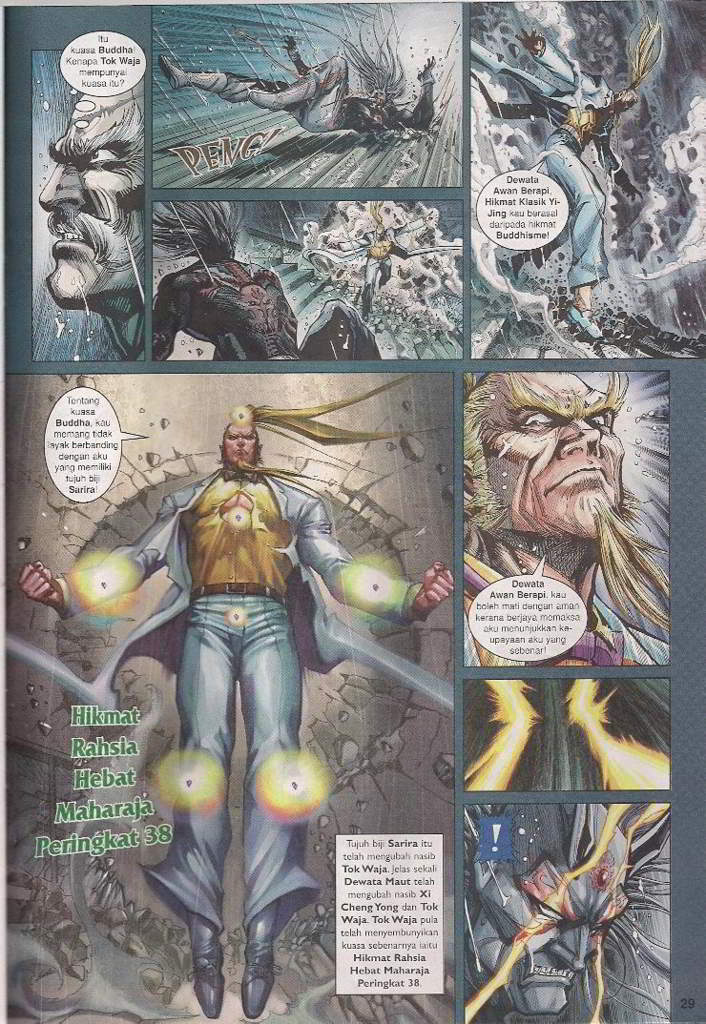 Itu
kuasa Buddha!
Kenapa Tok Waja
mempunyai
kuasa itu?
PENG!
Dewata
Awan Berapi,
Hikmat Klasik Yi-
Jing kau berasal
daripada hikmat
Buddhisme!
Tentang
kuasa
Buddha, kau
memang tidak
layak berbanding
dengan aku
yang memiliki
tujuh biji
Sarira!
Dewata
Awan Berapi, kau
boleh mati dengan aman
kerana berjaya memaksa
aku menunjukkan ke-
upayaan aku yang
sebenar!
Hikmat
Rahsia
Hebat
Maharaja
Peringkat 38
Tujuh biji Sarira itu
telah mengubah nasib
Tok Waja. Jelas sekali
Dewata Maut telah
mengubah nasib Xi
Cheng Yong dan Tok
Waja. Tok Waja pula
telah menyembunyikan
kuasa sebenarnya iaitu
Hikmat Rahsia
Hebat Maharaja
Peringkat 38.
!
29